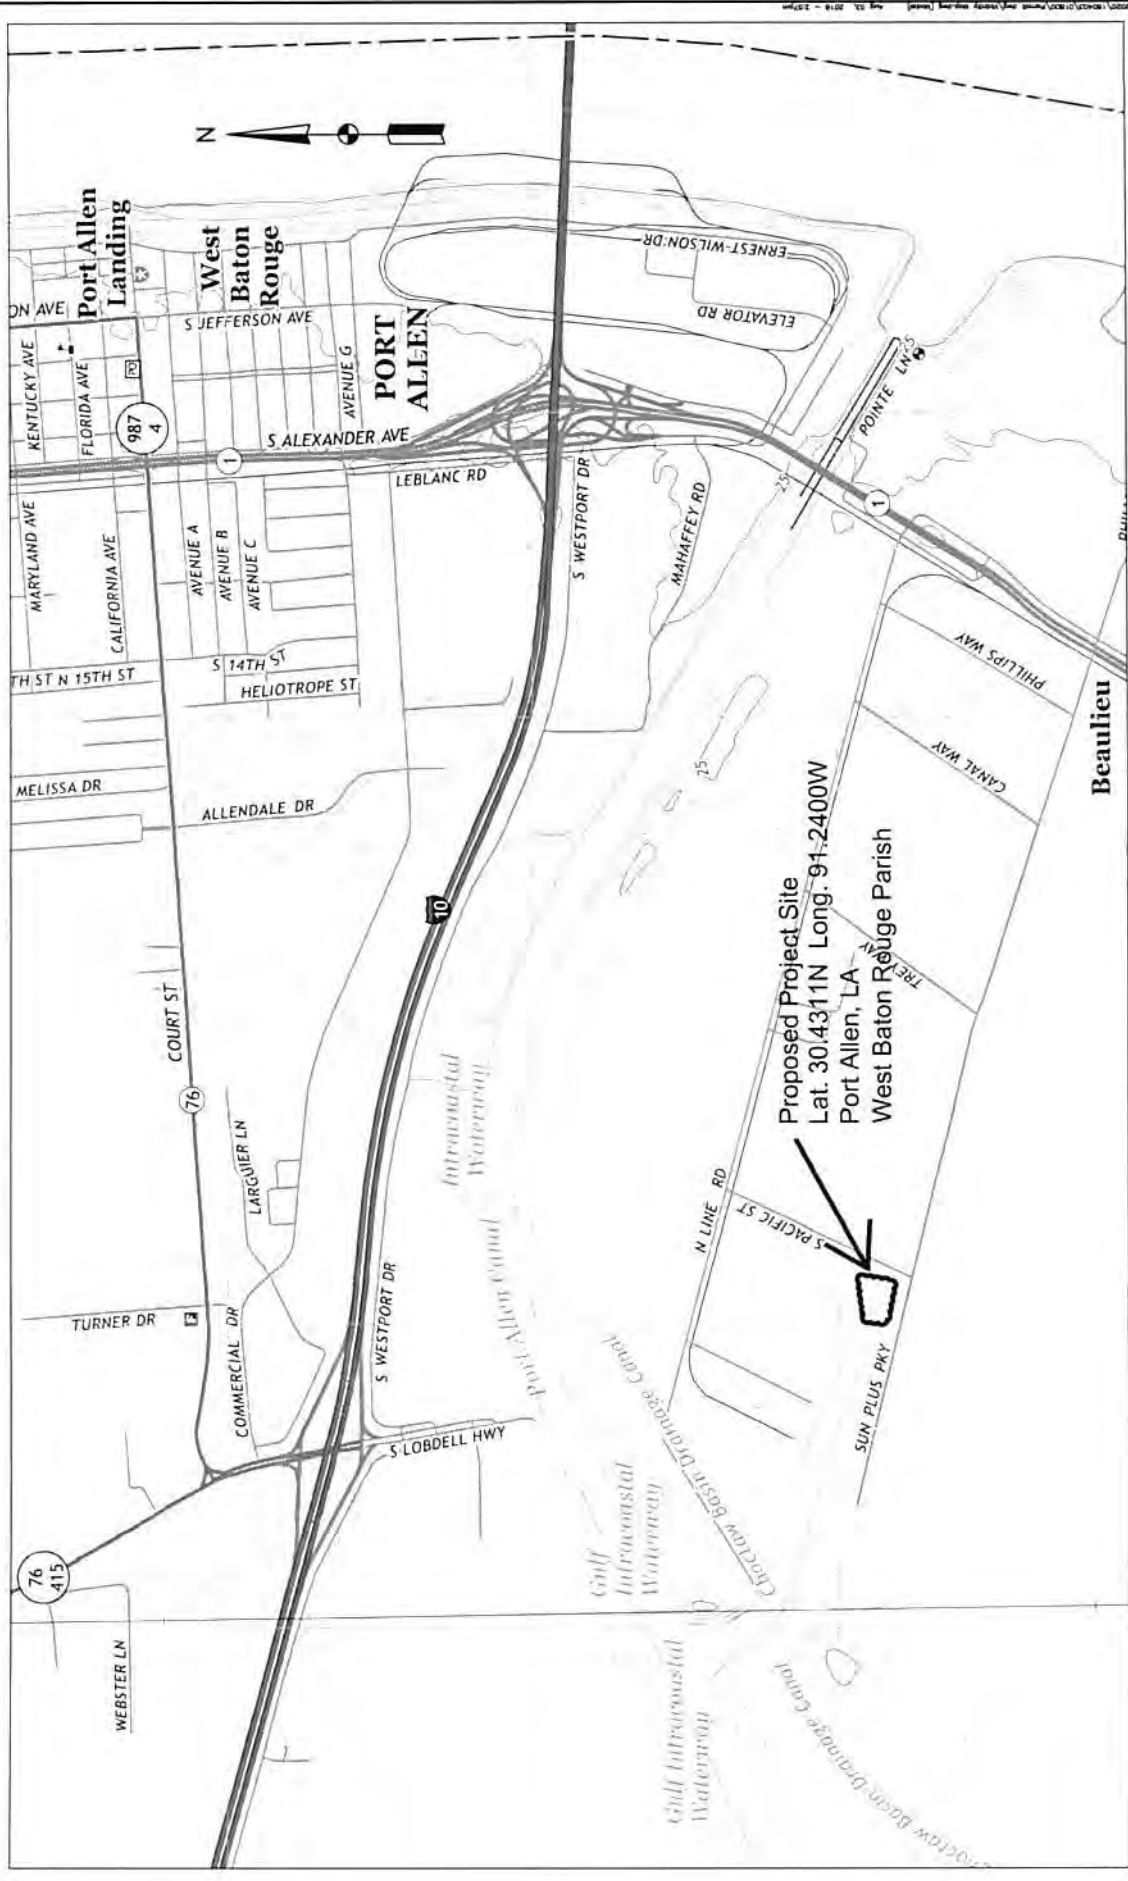 N
Port Allen
Landing
West
Baton
Rouge
PORT
ALLEN
ON AVE
KENTUCKY AVE
FLORIDA AVE
PO
987
4
S JEFFERSON AVE
AVENUE G
S ALEXANDER AVE
1
LEBLANC RD
MARYLAND AVE
CALIFORNIA AVE
AVENUE A
AVENUE B
AVENUE C
TH ST N 15TH ST
S 14TH ST
HELIOTROPE ST
MELISSA DR
ALLENDALE DR
COURT ST
76
LARGUIER LN
TURNER DR
COMMERCIAL DR
76
415
WEBSTER LN
10
S WESTPORT DR
S WESTPORT DR
S LOBDELL HWY
MAHAFFEY RD
ERNEST-WILSON-DR
ELEVATOR RD
POINTE LN
25
25
25
1
PHILLIPS WAY
CANAL WAY
TREY WAY
Beaulieu
Intracoastal
Waterway
Port Allen Canal
Gulf
Intracoastal
Waterway
Gulf Intracoastal
Waterway
Choctaw Basin Drainage Canal
Choctaw Basin Drainage Canal
N LINE RD
S PACIFIC ST
SUN PLUS PKY
Proposed Project Site
Lat. 30.4311N Long. 91.2400W
Port Allen, LA
West Baton Rouge Parish